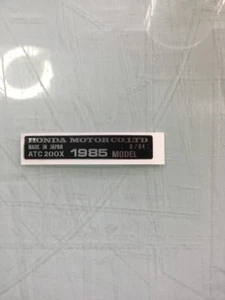 HONDA MOTOR CO., LTD
MADE IN JAPAN
ATC200X 1985 MODEL